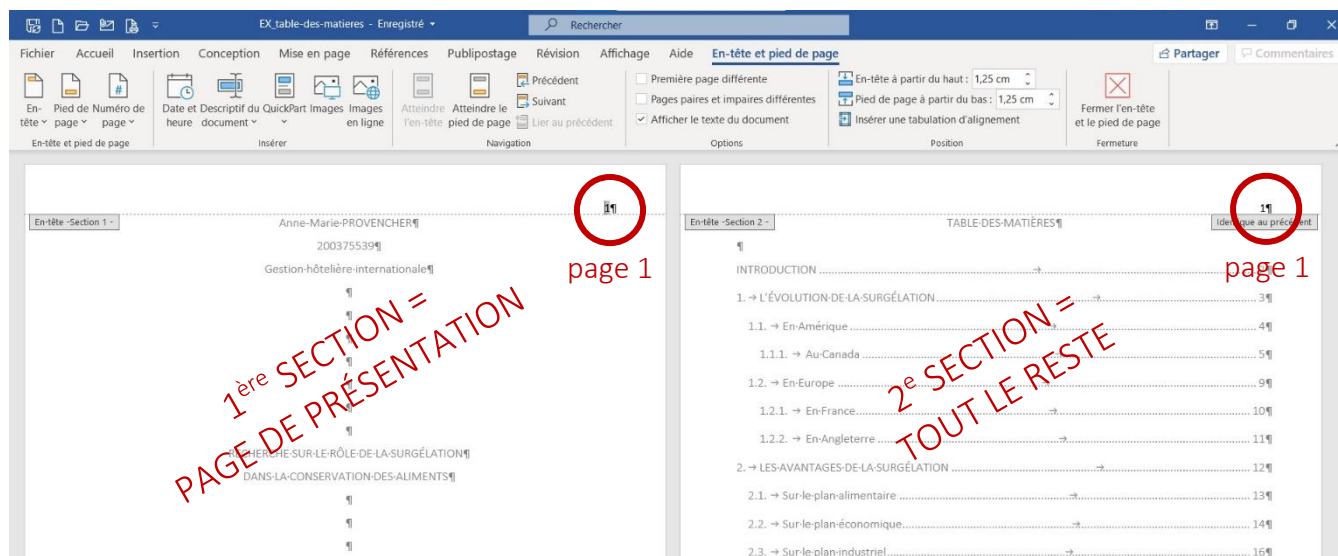 EX_table-des-matieres - Enregistré
Rechercher
Fichier Accueil Insertion Conception Mise en page Références Publipostage Révision Affichage Aide En-tête et pied de page
Partager Commentaires
En-tête
Pied de page
Numéro de page
En-tête et pied de page
Date et heure
Descriptif du document
QuickPart
Images
Images en ligne
Insérer
Atteindre l'en-tête
Atteindre le pied de page
Précédent
Suivant
Lier au précédent
Navigation
Première page différente
Pages paires et impaires différentes
Afficher le texte du document
Options
En-tête à partir du haut : 1,25 cm
Pied de page à partir du bas : 1,25 cm
Insérer une tabulation d'alignement
Position
Fermer l'en-tête et le pied de page
Fermeture
1¶
page 1
En-tête -Section 1 -
Anne-Marie·PROVENCHER¶
200375539¶
Gestion·hôtelière·internationale¶
¶
¶
¶
¶
¶
¶
¶
¶
1ère SECTION =
PAGE DE PRÉSENTATION
RECHERCHE·SUR·LE·RÔLE·DE·LA·SURGÉLATION¶
DANS·LA·CONSERVATION·DES·ALIMENTS¶
¶
¶
¶
1¶
page 1
En-tête -Section 2 -
Identique au précédent
TABLE·DES·MATIÈRES¶
¶
INTRODUCTION → ¶
1. → L'ÉVOLUTION·DE·LA·SURGÉLATION → 3¶
1.1. → En·Amérique → 4¶
1.1.1. → Au·Canada → 5¶
1.2. → En·Europe → 9¶
1.2.1. → En·France → 10¶
1.2.2. → En·Angleterre → 11¶
2. → LES·AVANTAGES·DE·LA·SURGÉLATION → 12¶
2.1. → Sur·le·plan·alimentaire → 13¶
2.2. → Sur·le·plan·économique → 14¶
2.3. → Sur·le·plan·industriel → 16¶
2e SECTION =
TOUT LE RESTE